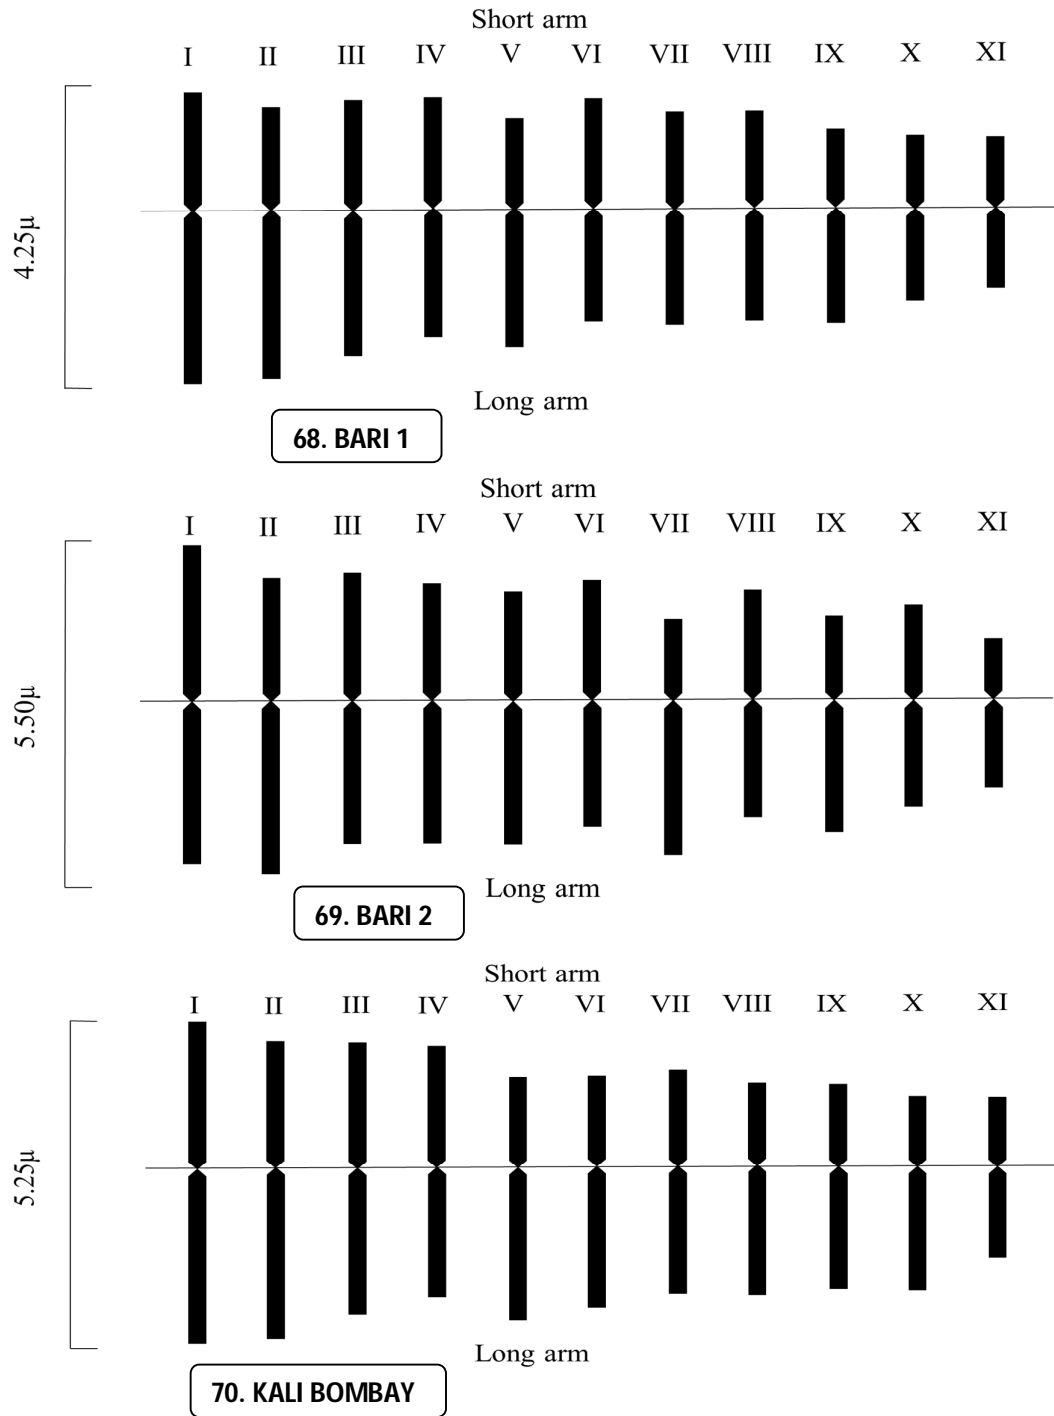 Short arm
I II III IV V VI VII VIII IX X XI
4.25µ
Long arm
68. BARI 1
Short arm
I II III IV V VI VII VIII IX X XI
5.50µ
Long arm
69. BARI 2
Short arm
I II III IV V VI VII VIII IX X XI
5.25µ
Long arm
70. KALI BOMBAY